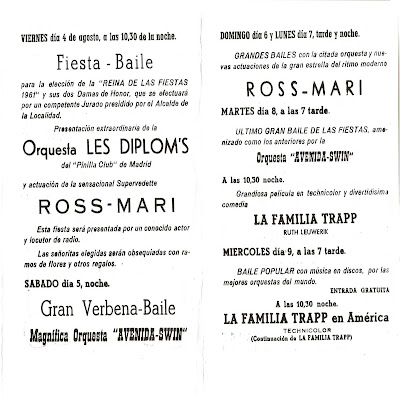 VIERNES día 4 de agosto, a las 10,30 de la noche.
Fiesta - Baile
para la elección de la "REINA DE LAS FIESTAS
1961" y sus dos Damas de Honor, que se efectuará
por un competente Jurado presidido por el Alcalde de
la Localidad.
Presentación extraordinaria de la
Orquesta LES DIPLOM'S
del "Pinilla Club" de Madrid
y actuación de la sensacional Supervedette
ROSS-MARI
Esta fiesta será presentada por un conocido actor
y locutor de radio.
Las señoritas elegidas serán obsequiadas con ra-
mos de flores y otros regalos.
SABADO día 5, noche.
Gran Verbena-Baile
Magnífica Orquesta "AVENIDA-SWIN"
DOMINGO día 6 y LUNES día 7, tarde y noche.
GRANDES BAILES con la citada orquesta y nue-
vas actuaciones de la gran estrella del ritmo moderno
ROSS-MARI
MARTES día 8, a las 7 tarde.
ULTIMO GRAN BAILE DE LAS FIESTAS, ame-
nizado como los anteriores por la
Orquesta "AVENIDA-SWIN"
A las 10,30 noche.
Grandiosa película en technicolor y divertidísima
comedia
LA FAMILIA TRAPP
RUTH LEUWERIK
MIERCOLES día 9, a las 7 tarde.
BAILE POPULAR con música en discos, por las
mejores orquestas del mundo.
ENTRADA GRATUITA
A las 10,30 noche.
LA FAMILIA TRAPP en América
TECHNICOLOR
(Continuación de LA FAMILIA TRAPP)